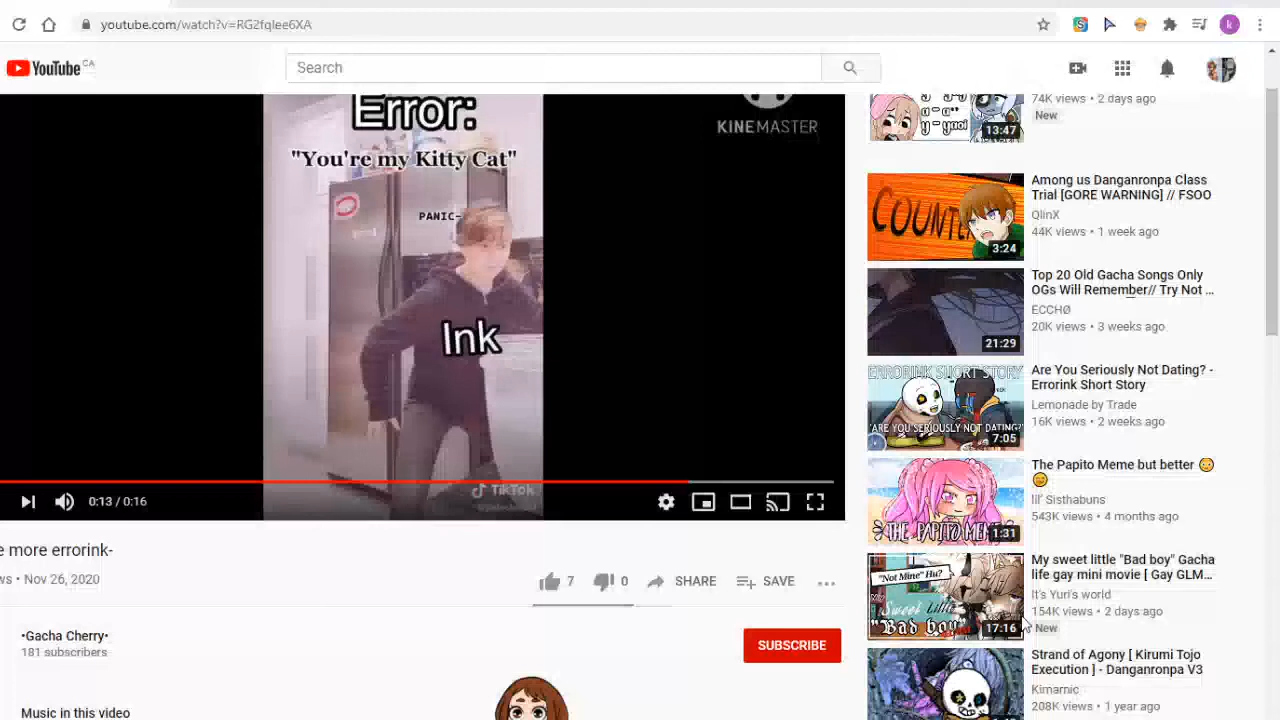 youtube.com/watch?v=RG2fqlee6XA
k
YouTube CA
Search
Error:
"You're my Kitty Cat"
PANIC-
Ink
KINEMASTER
TikTok
0:13 / 0:16
e more errorink-
ws • Nov 26, 2020
7
0
SHARE
SAVE
•Gacha Cherry•
181 subscribers
SUBSCRIBE
Music in this video
13:47
74K views • 2 days ago
New
COUNTE
3:24
Among us Danganronpa Class
Trial [GORE WARNING] // FSOO
QlinX
44K views • 1 week ago
21:29
Top 20 Old Gacha Songs Only
OGs Will Remember// Try Not ...
ECCHØ
20K views • 3 weeks ago
ERRORINK SHORT STORY
"ARE YOU SERIOUSLY NOT DATING?"
7:05
Are You Seriously Not Dating? -
Errorink Short Story
Lemonade by Trade
16K views • 2 weeks ago
THE PAPITO MEME
1:31
The Papito Meme but better
lil' Sisthabuns
543K views • 4 months ago
"Not Mine" Hu?
Sweet Little
"Bad boy"
17:16
My sweet little "Bad boy" Gacha
life gay mini movie [ Gay GLM...
It's Yuri's world
154K views • 2 days ago
New
Strand of Agony [ Kirumi Tojo
Execution ] - Danganronpa V3
Kimarnic
208K views • 1 year ago